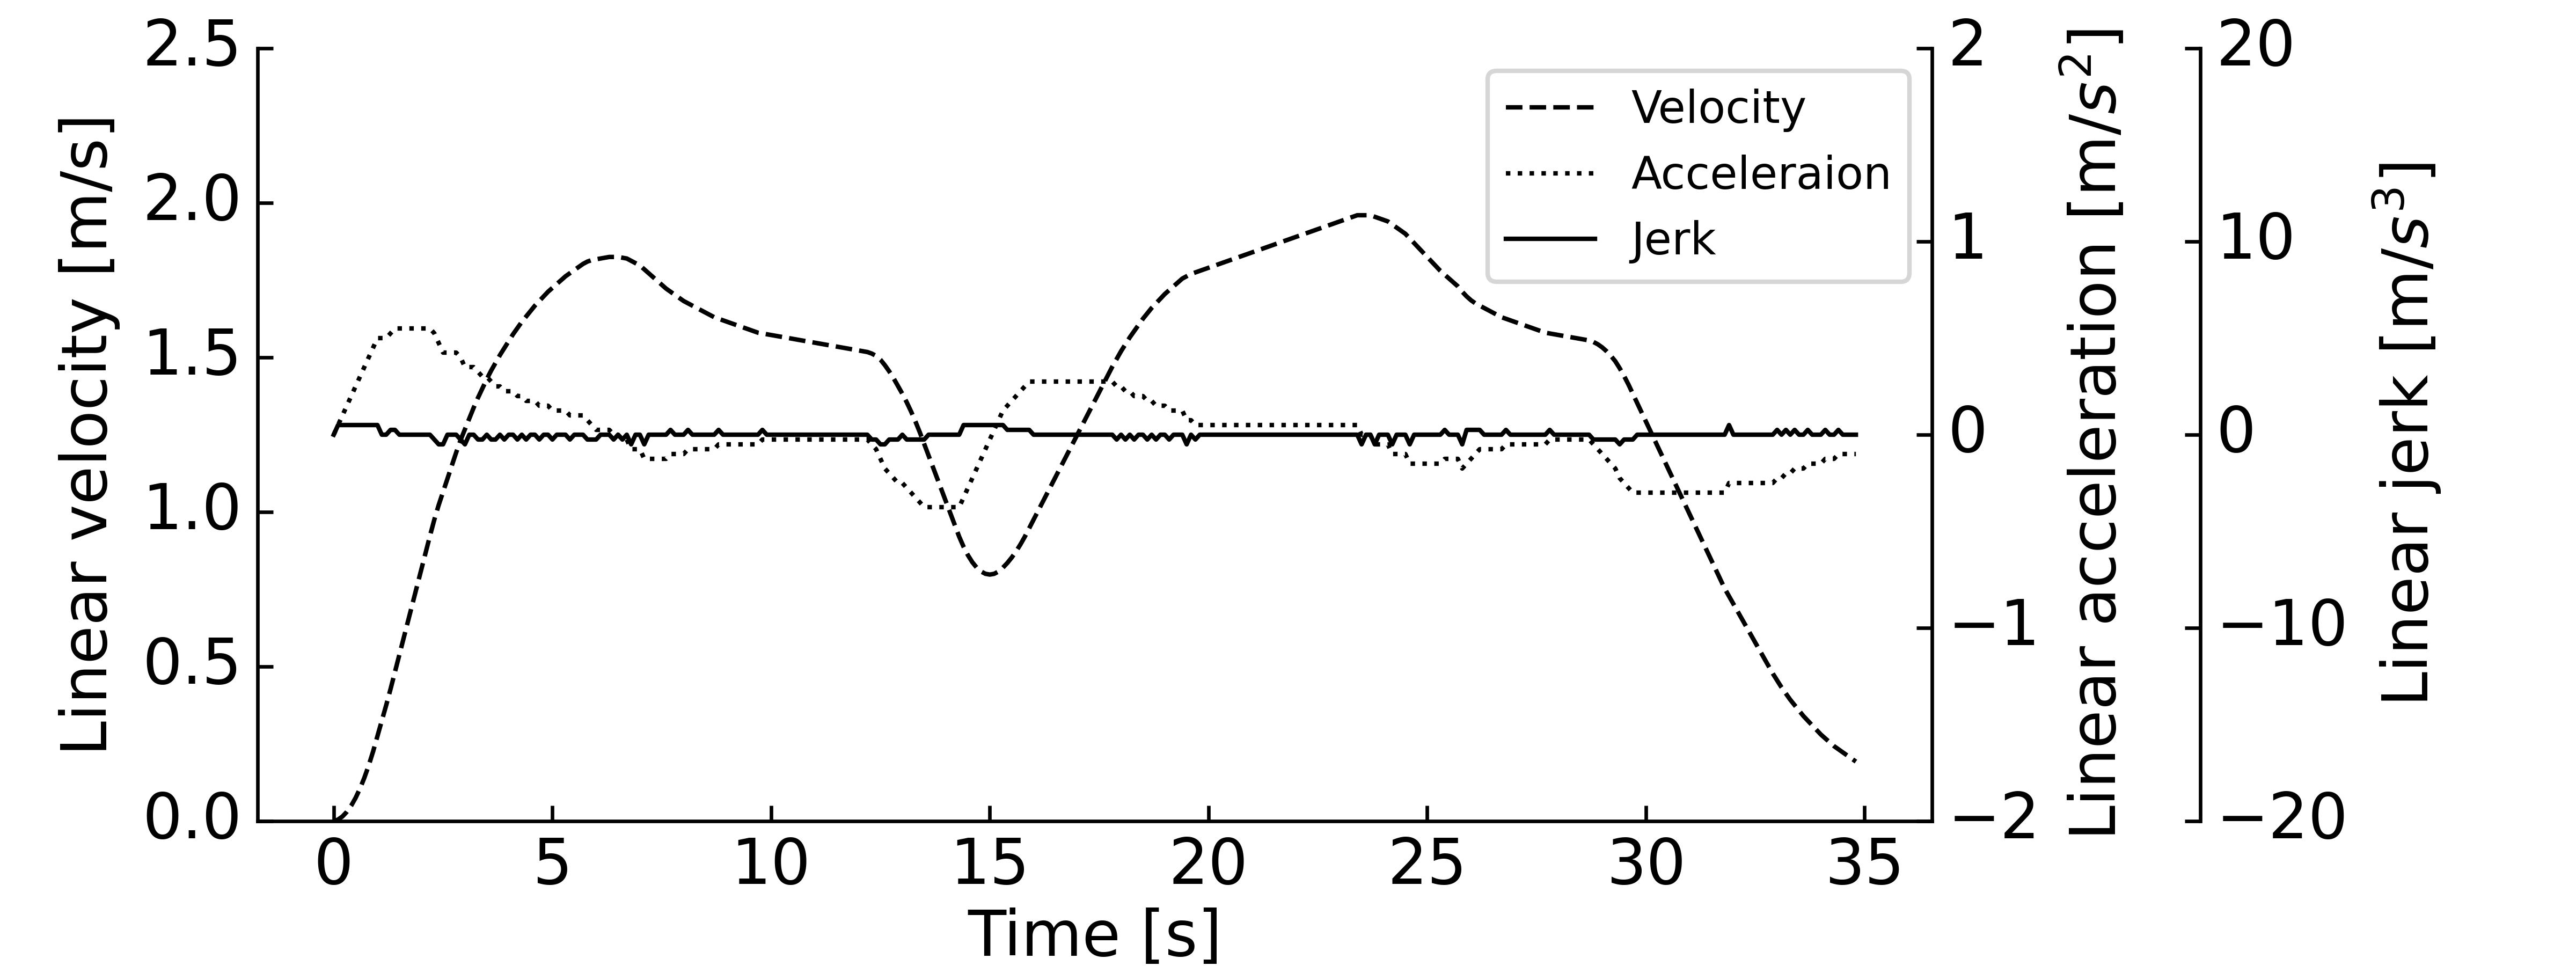 2.5
2.0
1.5
1.0
0.5
0.0
Linear velocity [m/s]
0 5 10 15 20 25 30 35
Time [s]
Velocity
Acceleraion
Jerk
2
1
0
−1
−2
Linear acceleration [m/s²]
20
10
0
−10
−20
Linear jerk [m/s³]